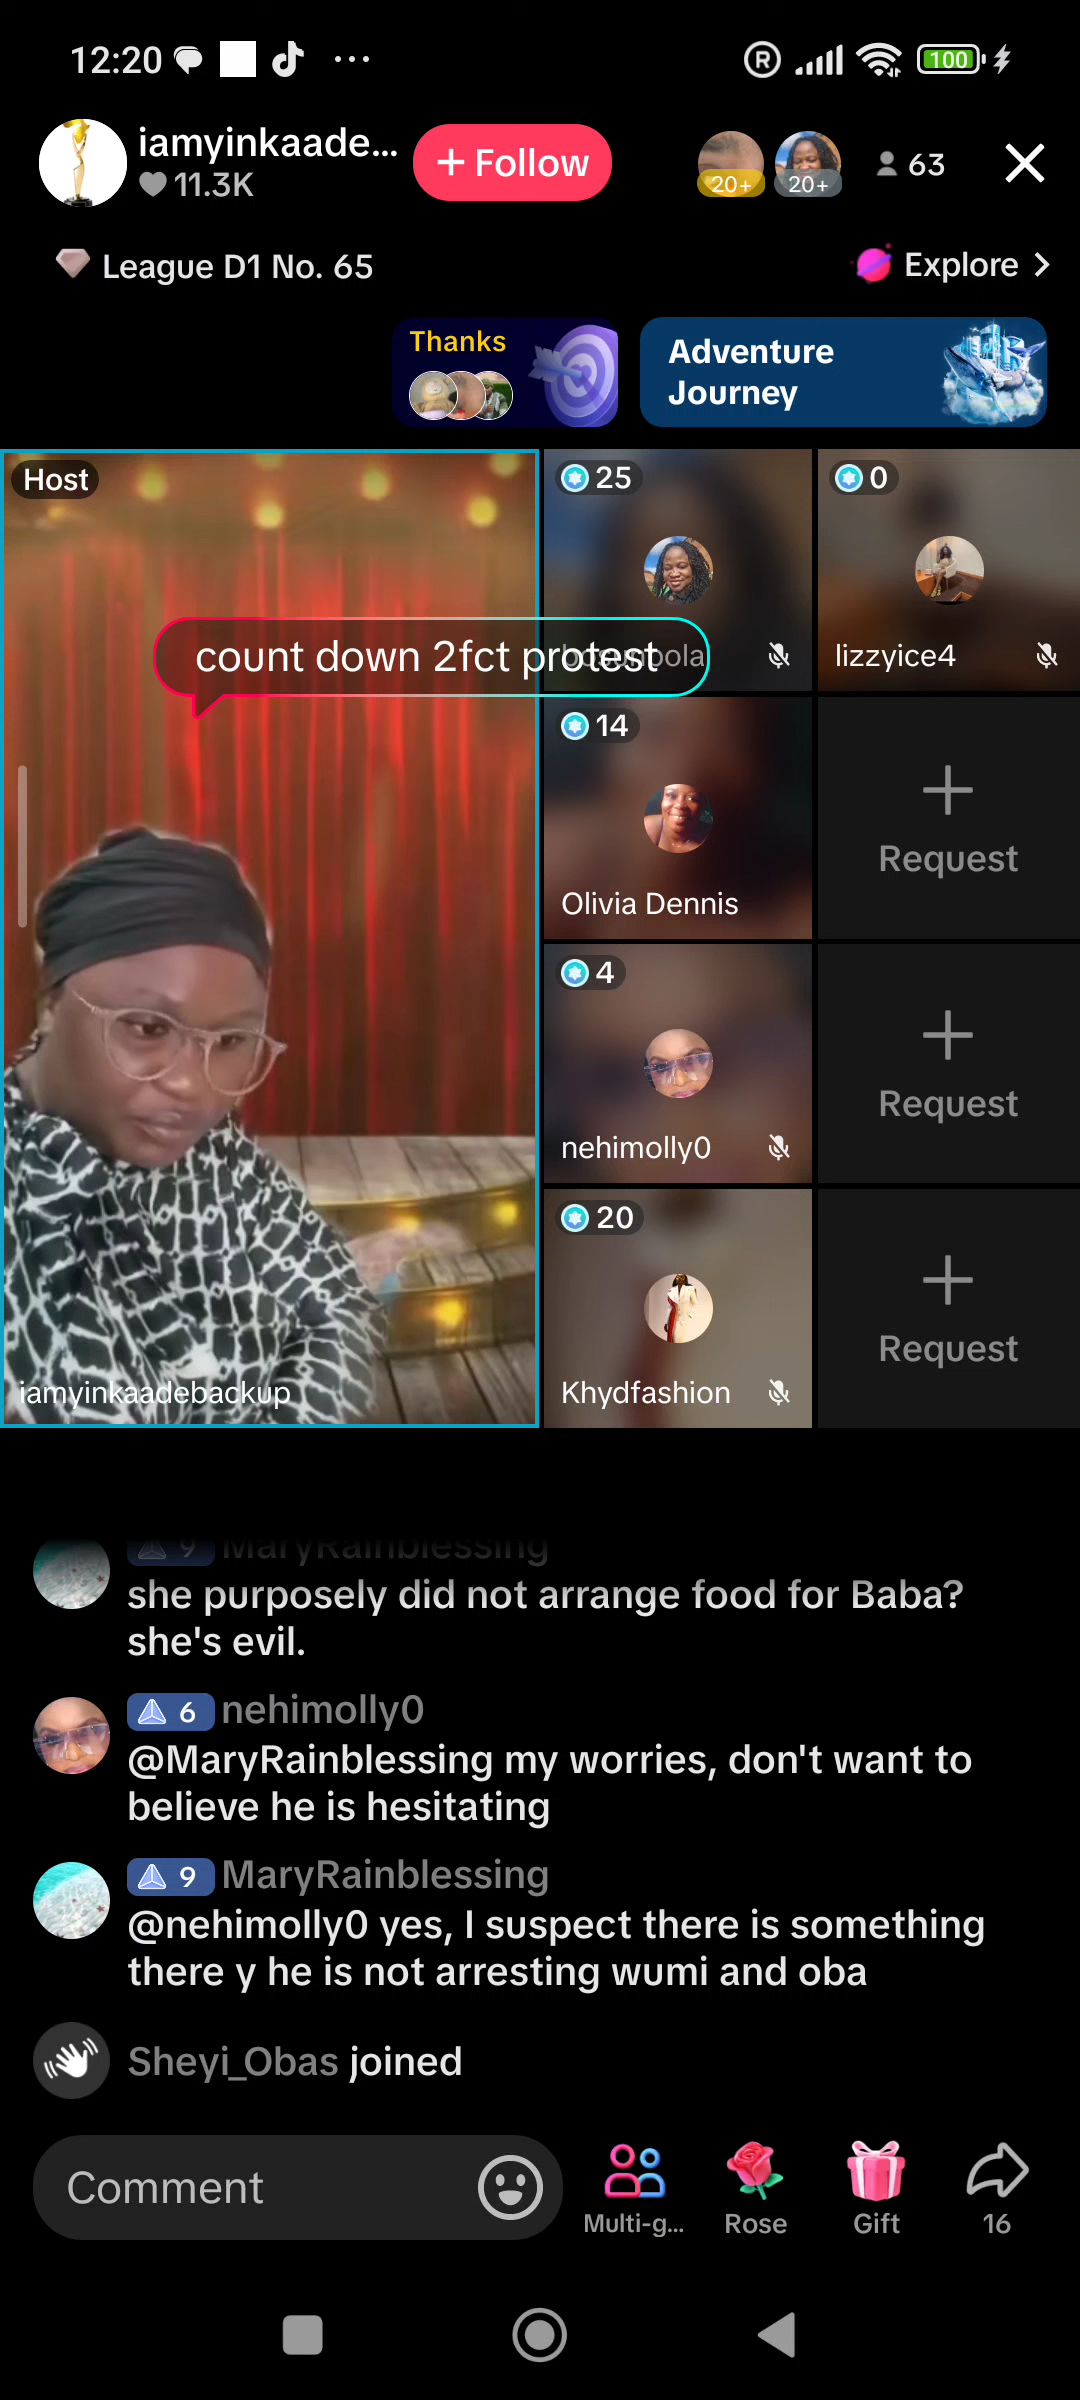 12:20
R
100
iamyinkaade...
11.3K
+ Follow
20+
20+
63
League D1 No. 65
Explore
Thanks
Adventure
Journey
Host
25
0
count down 2fct protest
lizzyice4
14
Request
Olivia Dennis
4
Request
nehimolly0
20
Request
Khydfashion
iamyinkaadebackup
9 MaryRainblessing
she purposely did not arrange food for Baba?
she's evil.
6 nehimolly0
@MaryRainblessing my worries, don't want to
believe he is hesitating
9 MaryRainblessing
@nehimolly0 yes, I suspect there is something
there y he is not arresting wumi and oba
Sheyi_Obas joined
Comment
Multi-g...
Rose
Gift
16